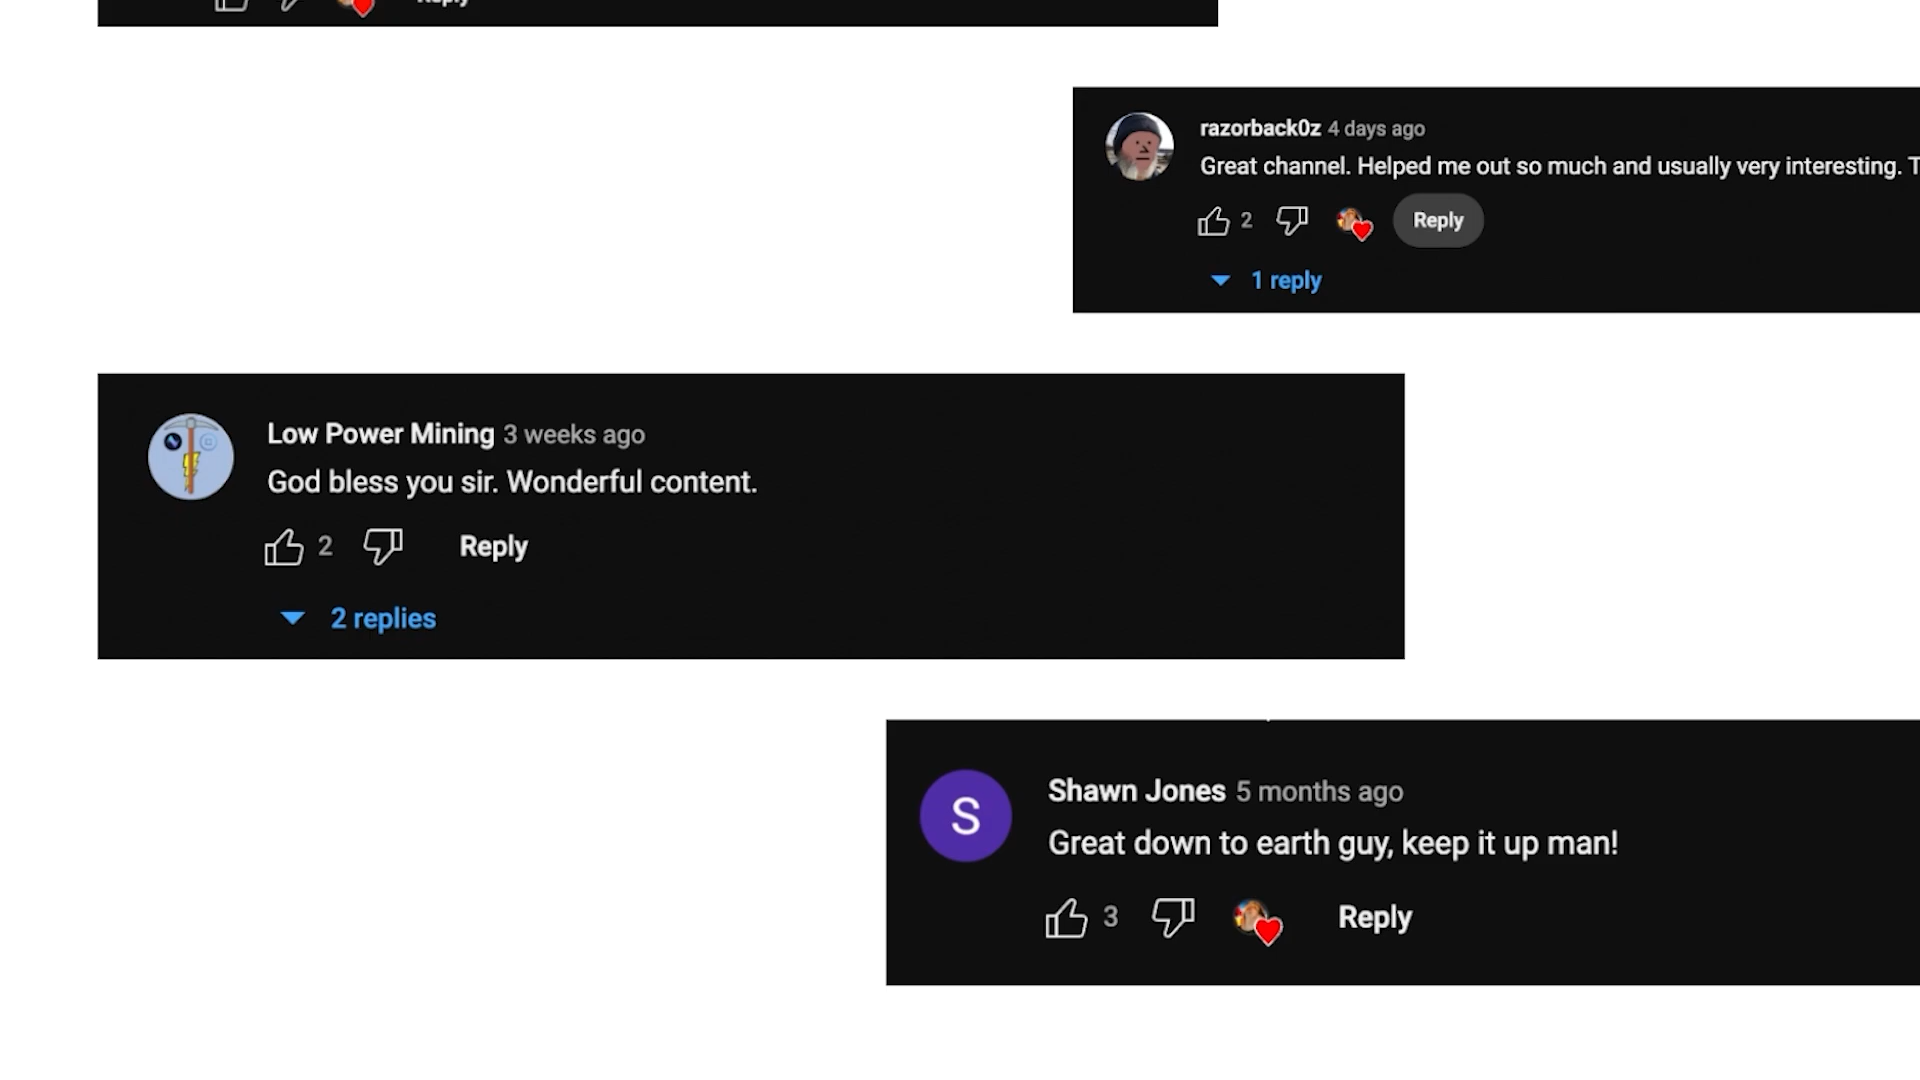 Reply
razorback0z 4 days ago
Great channel. Helped me out so much and usually very interesting. T
2 Reply
1 reply
Low Power Mining 3 weeks ago
God bless you sir. Wonderful content.
2 Reply
2 replies
S
Shawn Jones 5 months ago
Great down to earth guy, keep it up man!
3 Reply